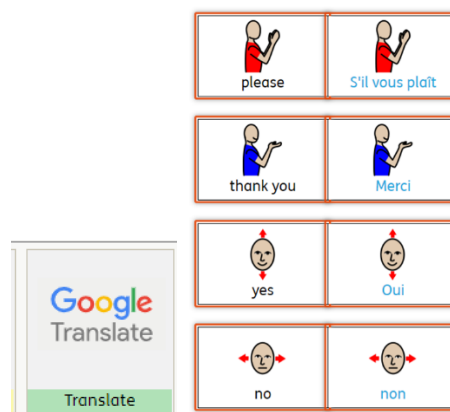 please
S'il vous plaît
thank you
Merci
yes
Oui
no
non
Google
Translate
Translate